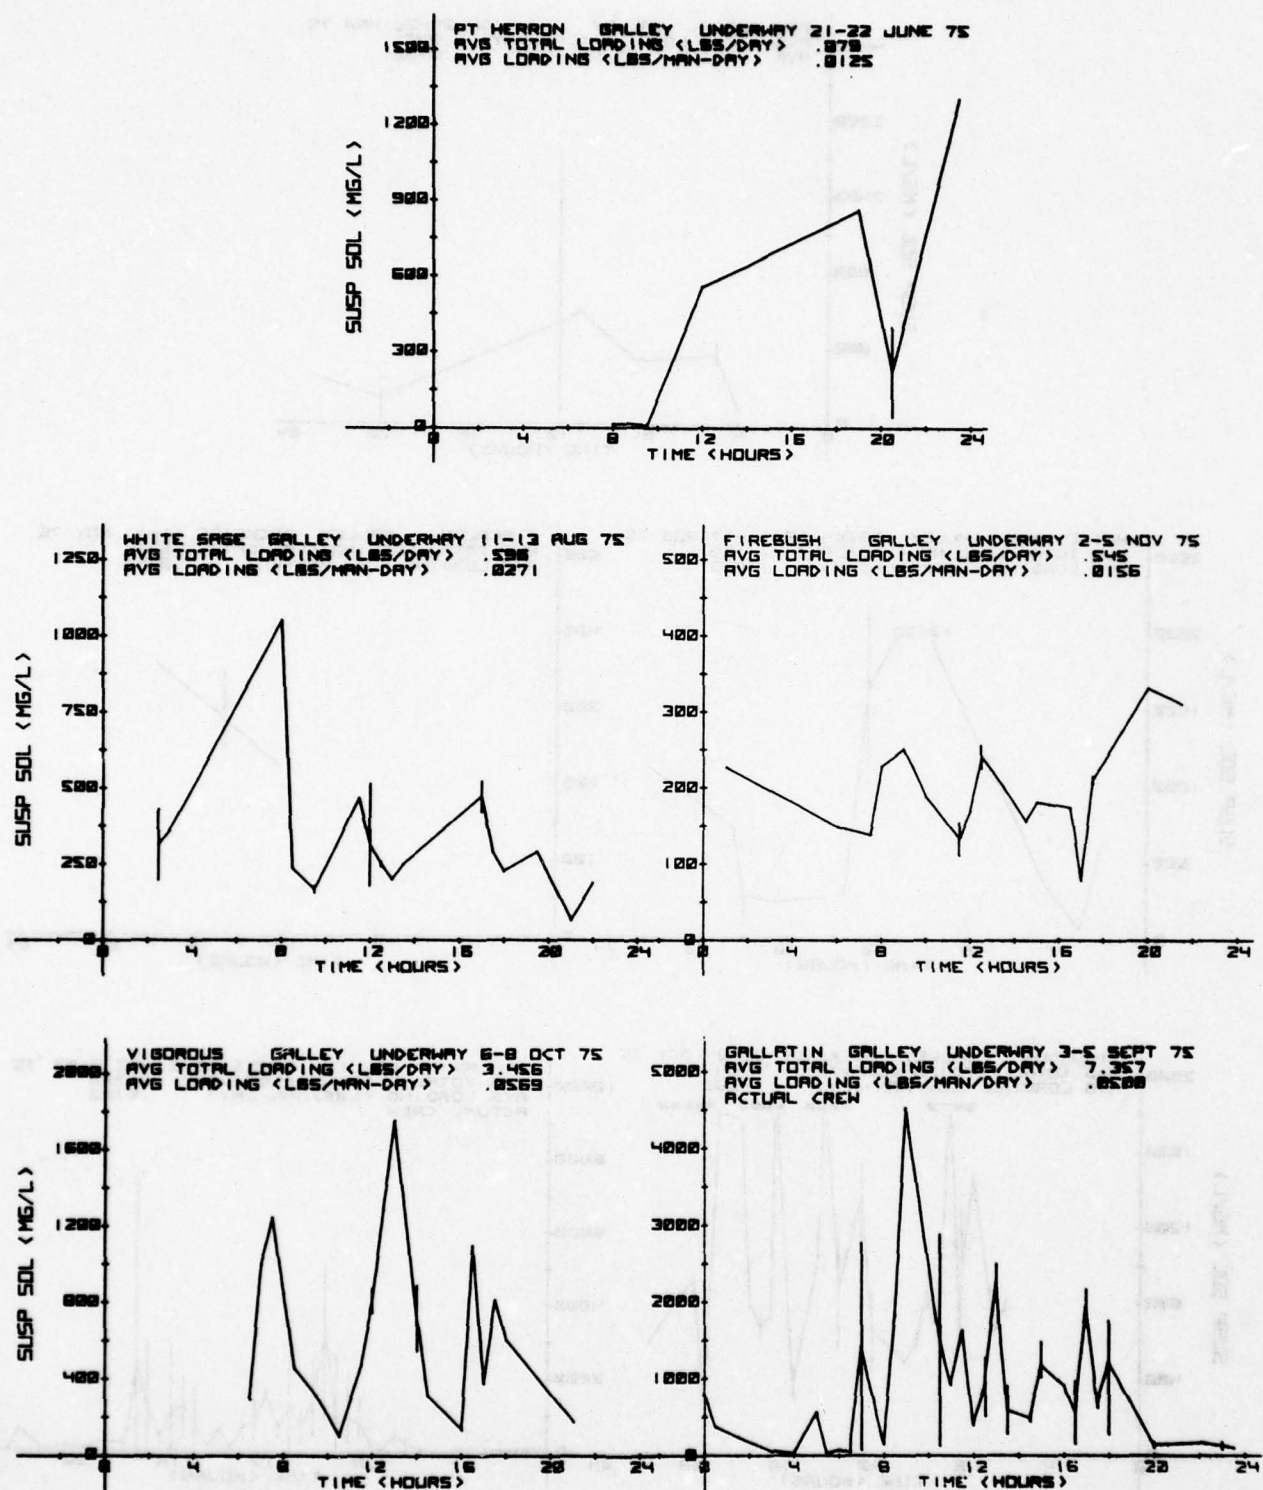 PT HERRON GALLEY UNDERWAY 21-22 JUNE 75
AVG TOTAL LOADING <LBS/DAY> .079
AVG LOADING <LBS/MAN-DAY> .0125
1500
1200
900
600
300
0
SUSP SOL <MG/L>
0 4 8 12 16 20 24
TIME <HOURS>
WHITE SAGE GALLEY UNDERWAY 11-13 AUG 75
AVG TOTAL LOADING <LBS/DAY> .596
AVG LOADING <LBS/MAN-DAY> .0271
1250
1000
750
500
250
0
SUSP SOL <MG/L>
4 8 12 16 20 24
TIME <HOURS>
FIREBUSH GALLEY UNDERWAY 2-5 NOV 75
AVG TOTAL LOADING <LBS/DAY> .545
AVG LOADING <LBS/MAN-DAY> .0156
500
400
300
200
100
0
4 8 12 16 20 24
TIME <HOURS>
VIGOROUS GALLEY UNDERWAY 6-8 OCT 75
AVG TOTAL LOADING <LBS/DAY> 3.456
AVG LOADING <LBS/MAN-DAY> .0569
2000
1600
1200
800
400
0
SUSP SOL <MG/L>
4 8 12 16 20 24
TIME <HOURS>
GALLATIN GALLEY UNDERWAY 3-5 SEPT 75
AVG TOTAL LOADING <LBS/DAY> 7.357
AVG LOADING <LBS/MAN/DAY> .0500
ACTUAL CREW
5000
4000
3000
2000
1000
0
0 4 8 12 16 20 24
TIME <HOURS>